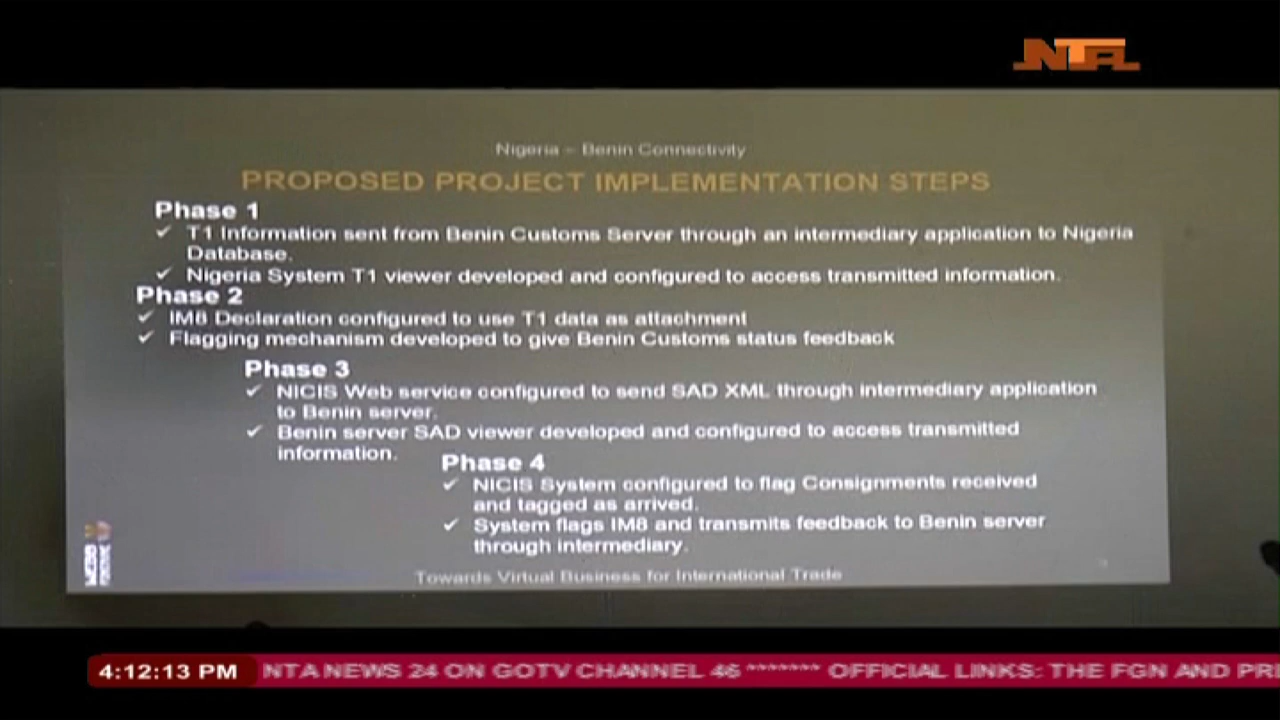 NTA
Nigeria – Benin Connectivity
PROPOSED PROJECT IMPLEMENTATION STEPS
Phase 1
✓ T1 Information sent from Benin Customs Server through an intermediary application to Nigeria
Database.
✓ Nigeria System T1 viewer developed and configured to access transmitted information.
Phase 2
✓ IM8 Declaration configured to use T1 data as attachment
✓ Flagging mechanism developed to give Benin Customs status feedback
Phase 3
✓ NICIS Web service configured to send SAD XML through intermediary application
to Benin server.
✓ Benin server SAD viewer developed and configured to access transmitted
information.
Phase 4
✓ NICIS System configured to flag Consignments received
and tagged as arrived.
✓ System flags IM8 and transmits feedback to Benin server
through intermediary.
Towards Virtual Business for International Trade
4:12:13 PM NTA NEWS 24 ON GOTV CHANNEL 46 ******* OFFICIAL LINKS: THE FGN AND PRE